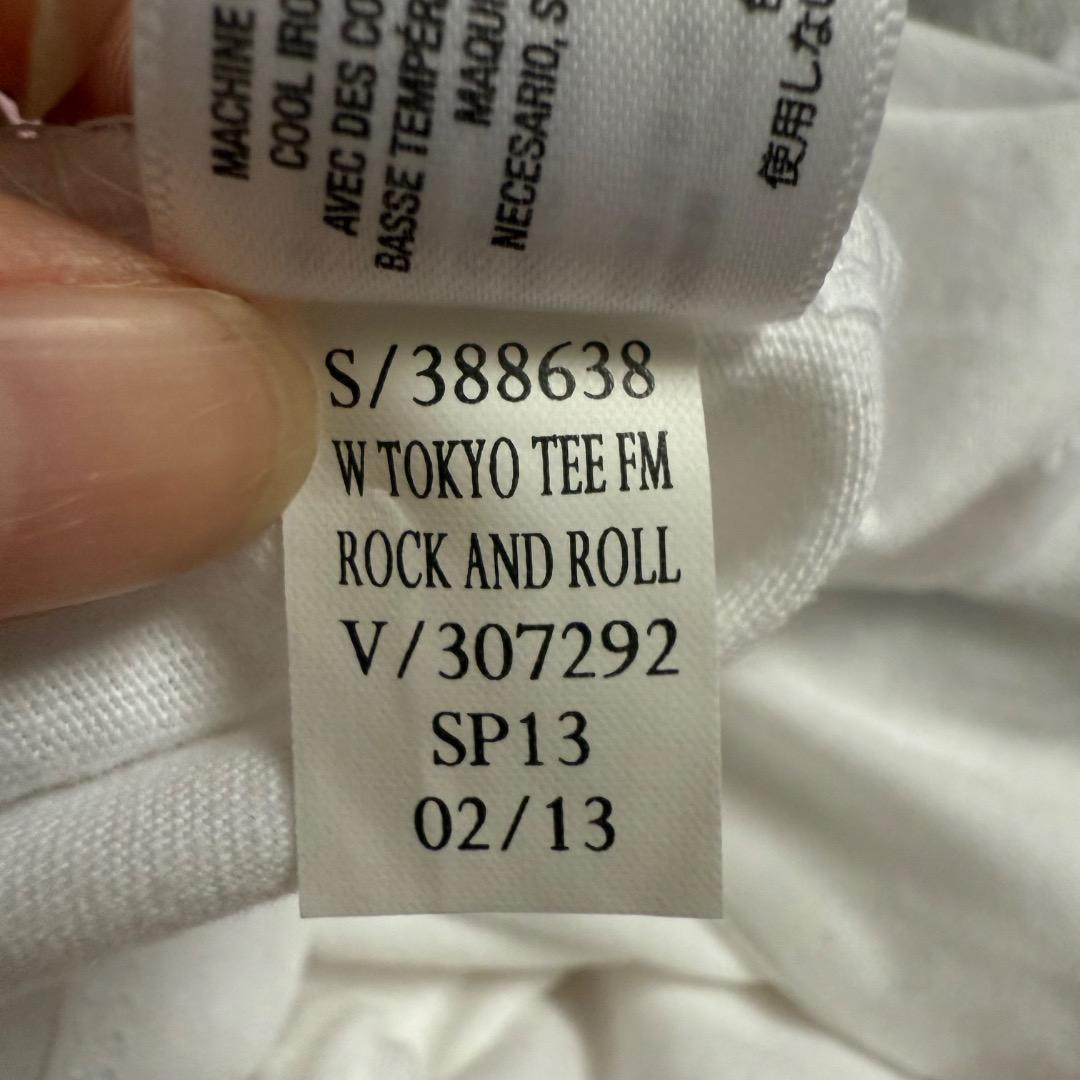 MACHINE
COOL IRO
AVEC DES CO
BASSE TEMPÉR
MAQUI
NECESARIO, S
使用しな
S/388638
W TOKYO TEE FM
ROCK AND ROLL
V/307292
SP13
02/13